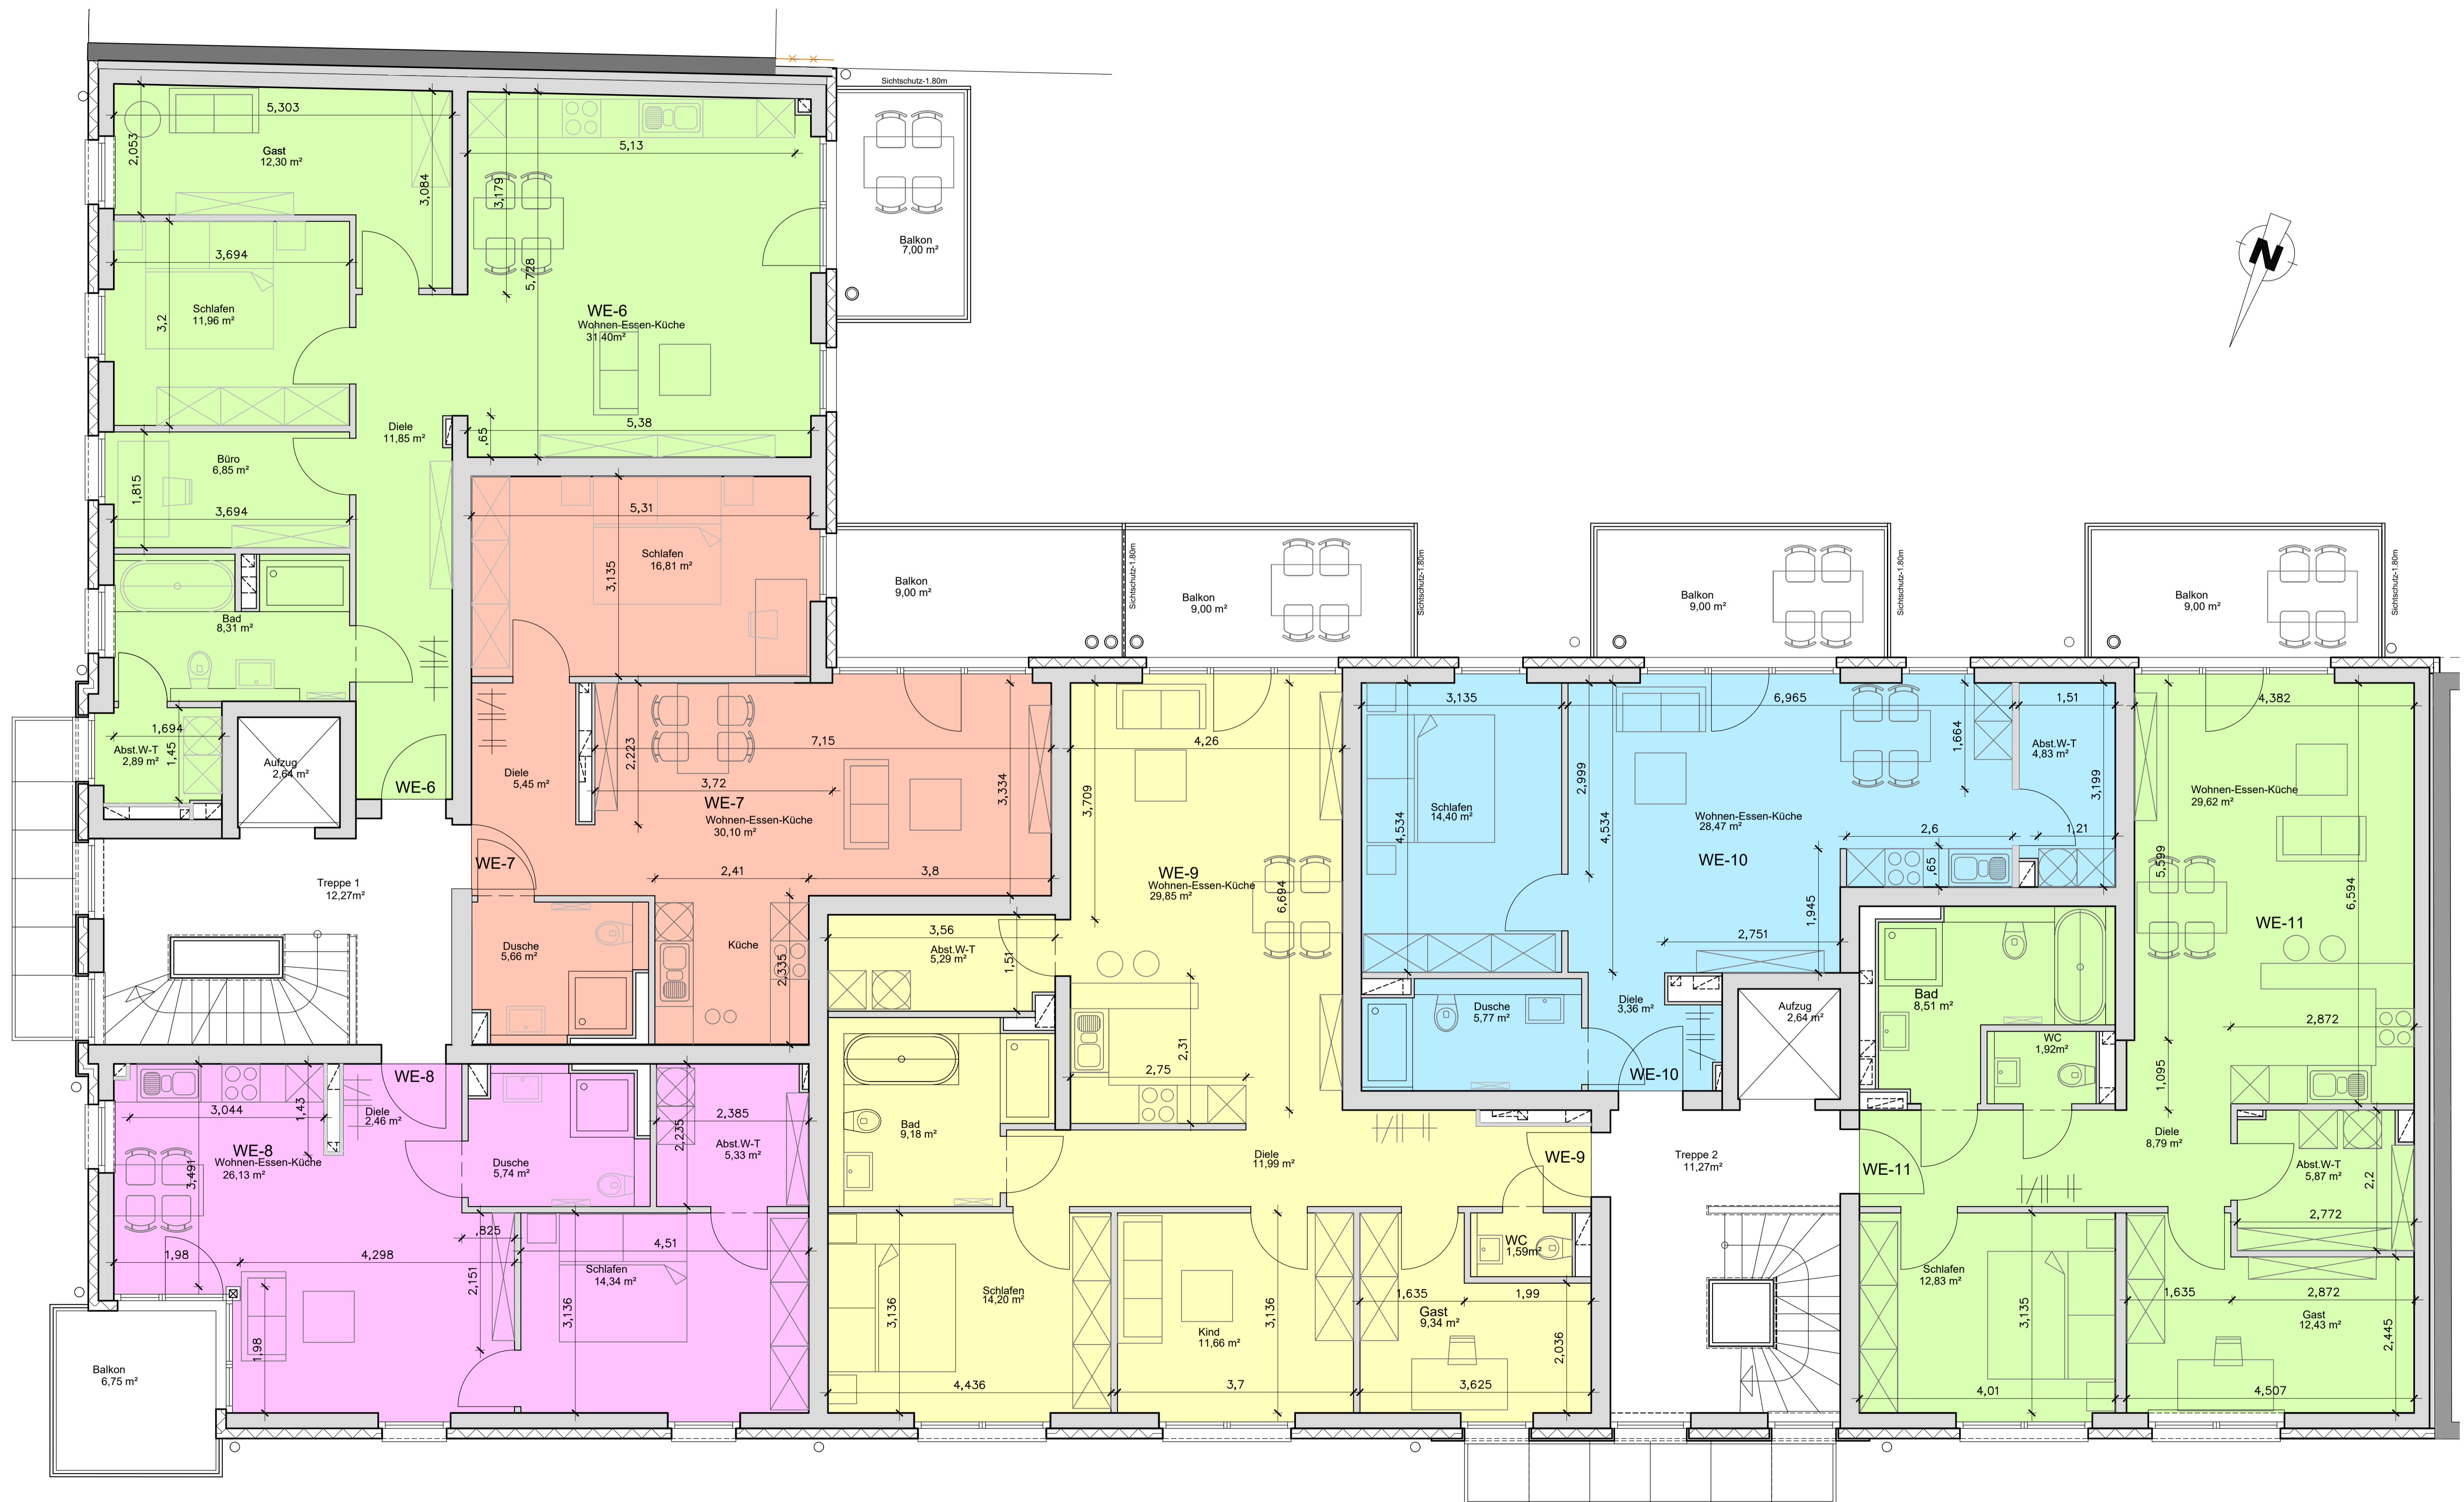 Sichtschutz-1.80m
5,303
2,053
Gast
12,30 m²
3,084
5,13
3,179
5,728
Balkon
7,00 m²
N
3,694
3,2
Schlafen
11,96 m²
WE-6
Wohnen-Essen-Küche
31,40m²
Diele
11,85 m²
,65
5,38
Büro
6,85 m²
1,815
3,694
Bad
8,31 m²
5,31
Schlafen
16,81 m²
3,135
Balkon
9,00 m²
Sichtschutz-1.80m
Balkon
9,00 m²
Sichtschutz-1.80m
Balkon
9,00 m²
Sichtschutz-1.80m
Balkon
9,00 m²
Sichtschutz-1.80m
1,694
1,45
Abst.W-T
2,89 m²
Aufzug
2,64 m²
WE-6
Diele
5,45 m²
2,223
7,15
3,72
WE-7
Wohnen-Essen-Küche
30,10 m²
3,334
WE-7
2,41
3,8
Dusche
5,66 m²
Küche
2,335
Treppe 1
12,27m²
4,26
3,709
WE-9
Wohnen-Essen-Küche
29,85 m²
6,694
3,56
Abst.W-T
5,29 m²
1,51
2,31
2,75
Bad
9,18 m²
3,135
Schlafen
14,40 m²
4,534
2,999
4,534
6,965
Wohnen-Essen-Küche
28,47 m²
WE-10
1,664
1,51
Abst.W-T
4,83 m²
3,199
2,6
1,21
,65
1,945
2,751
Dusche
5,77 m²
Diele
3,36 m²
WE-10
Aufzug
2,64 m²
4,382
Wohnen-Essen-Küche
29,62 m²
5,599
6,594
WE-11
Bad
8,51 m²
WC
1,92m²
2,872
1,095
Diele
8,79 m²
WE-11
Abst.W-T
5,87 m²
2,2
2,772
WE-8
3,044
1,43
Diele
2,46 m²
WE-8
Wohnen-Essen-Küche
26,13 m²
3,491
Dusche
5,74 m²
2,235
2,385
Abst.W-T
5,33 m²
1,98
4,298
,825
2,151
4,51
Schlafen
14,34 m²
3,136
1,98
Balkon
6,75 m²
Diele
11,99 m²
WE-9
Treppe 2
11,27m²
WC
1,59m²
Schlafen
14,20 m²
3,136
4,436
Kind
11,66 m²
3,136
3,7
1,635
1,99
Gast
9,34 m²
2,036
3,625
Schlafen
12,83 m²
3,135
4,01
1,635
2,872
Gast
12,43 m²
2,445
4,507